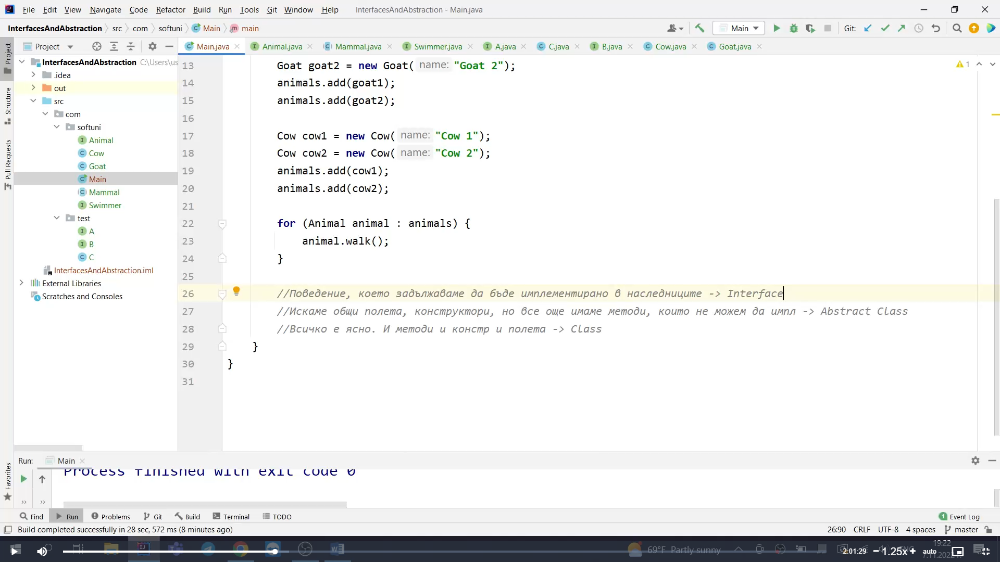 File Edit View Navigate Code Refactor Build Run Tools Git Window Help InterfacesAndAbstraction - Main.java
InterfacesAndAbstraction src com softuni Main main Main Git:
Project Main.java Animal.java Mammal.java Swimmer.java A.java C.java B.java Cow.java Goat.java
Project
Structure
Pull Requests
Favorites
InterfacesAndAbstraction C:\Users\us
.idea
out
src
com
softuni
Animal
Cow
Goat
Main
Mammal
Swimmer
test
A
B
C
InterfacesAndAbstraction.iml
External Libraries
Scratches and Consoles
1
13 Goat goat2 = new Goat( name: "Goat 2");
14 animals.add(goat1);
15 animals.add(goat2);
16
17 Cow cow1 = new Cow( name: "Cow 1");
18 Cow cow2 = new Cow( name: "Cow 2");
19 animals.add(cow1);
20 animals.add(cow2);
21
22 for (Animal animal : animals) {
23 animal.walk();
24 }
25
26 //Поведение, което задължаваме да бъде имплементирано в наследниците -> Interface
27 //Искаме общи полета, конструктори, но все още имаме методи, които не можем да импл -> Abstract Class
28 //Всичко е ясно. И методи и констр и полета -> Class
29 }
30 }
31
Run: Main
Process finished with exit code 0
Find Run Problems Git Build Terminal TODO 1 Event Log
Build completed successfully in 28 sec, 572 ms (8 minutes ago) 26:90 CRLF UTF-8 4 spaces master
69°F Partly sunny 19:22
-2:01:29 − 1.25x + auto